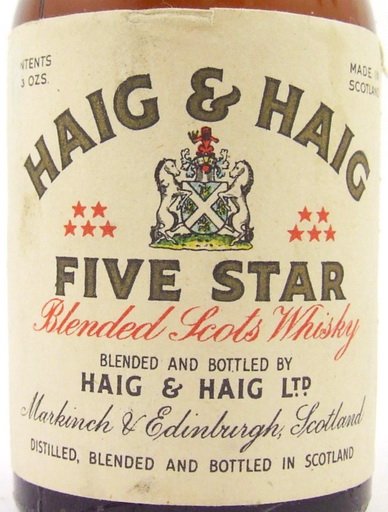 NTENTS
OZS.
MADE IN
SCOTLAND
HAIG & HAIG
FIVE STAR
Blended Scots Whisky
BLENDED AND BOTTLED BY
HAIG & HAIG LTD
Markinch & Edinburgh, Scotland
DISTILLED, BLENDED AND BOTTLED IN SCOTLAND